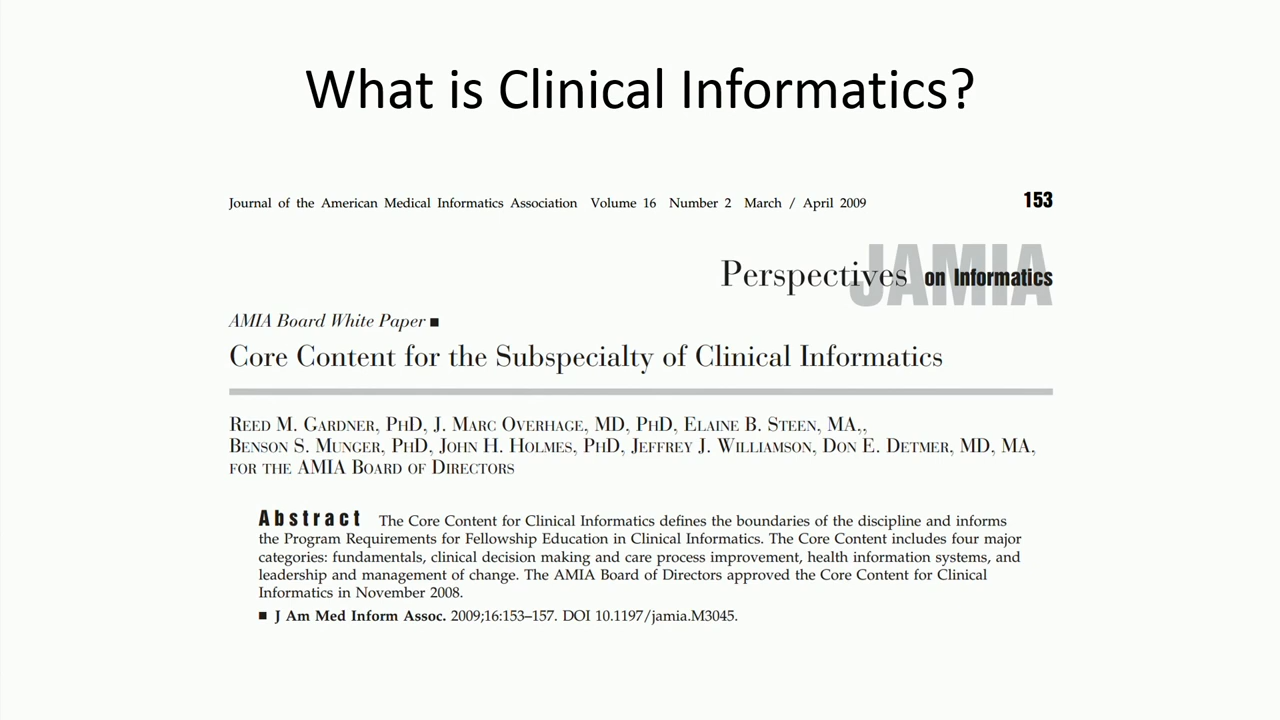 What is Clinical Informatics?
Journal of the American Medical Informatics Association Volume 16 Number 2 March / April 2009 153
JAMIA
Perspectives on Informatics
AMIA Board White Paper ■
Core Content for the Subspecialty of Clinical Informatics
REED M. GARDNER, PHD, J. MARC OVERHAGE, MD, PHD, ELAINE B. STEEN, MA,,
BENSON S. MUNGER, PHD, JOHN H. HOLMES, PHD, JEFFREY J. WILLIAMSON, DON E. DETMER, MD, MA,
FOR THE AMIA BOARD OF DIRECTORS
Abstract The Core Content for Clinical Informatics defines the boundaries of the discipline and informs
the Program Requirements for Fellowship Education in Clinical Informatics. The Core Content includes four major
categories: fundamentals, clinical decision making and care process improvement, health information systems, and
leadership and management of change. The AMIA Board of Directors approved the Core Content for Clinical
Informatics in November 2008.
■ J Am Med Inform Assoc. 2009;16:153–157. DOI 10.1197/jamia.M3045.